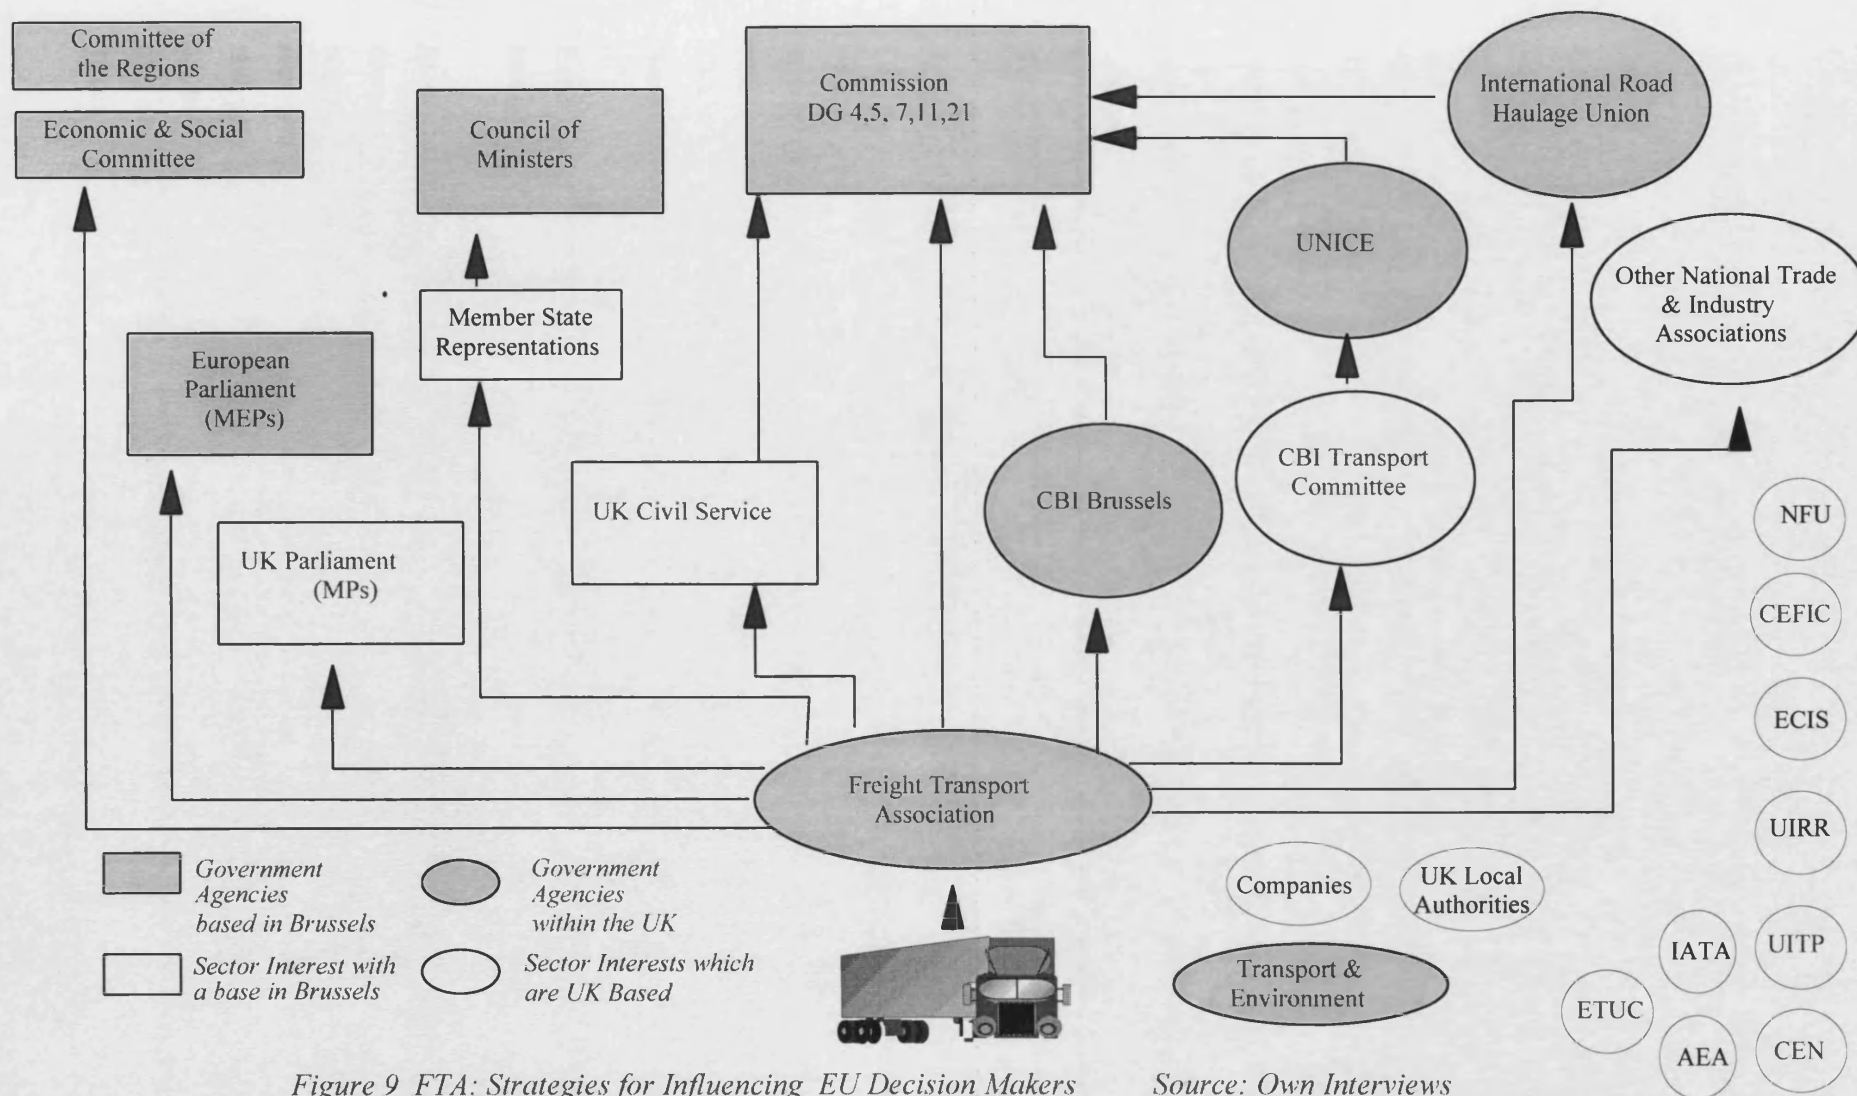 Committee of
the Regions
Economic & Social
Committee
Council of
Ministers
Commission
DG 4,5, 7,11,21
International Road
Haulage Union
UNICE
Other National Trade
& Industry
Associations
Member State
Representations
European
Parliament
(MEPs)
UK Parliament
(MPs)
UK Civil Service
CBI Brussels
CBI Transport
Committee
NFU
CEFIC
ECIS
UIRR
Freight Transport
Association
Government
Agencies
based in Brussels
Government
Agencies
within the UK
Sector Interest with
a base in Brussels
Sector Interests which
are UK Based
Companies
UK Local
Authorities
Transport &
Environment
IATA
UITP
ETUC
AEA
CEN
Figure 9 FTA: Strategies for Influencing EU Decision Makers
Source: Own Interviews